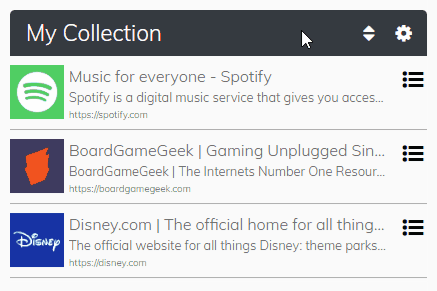 My Collection
Music for everyone - Spotify
Spotify is a digital music service that gives you acces...
https://spotify.com
BoardGameGeek | Gaming Unplugged Sin...
BoardGameGeek | The Internets Number One Resour...
https://boardgamegeek.com
Disney.com | The official home for all thing...
The official website for all things Disney: theme parks...
https://disney.com
Disney